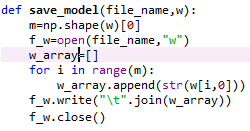 def save_model(file_name,w):
    m=np.shape(w)[0]
    f_w=open(file_name,"w")
    w_array=[]
    for i in range(m):
        w_array.append(str(w[i,0]))
    f_w.write("\t".join(w_array))
    f_w.close()